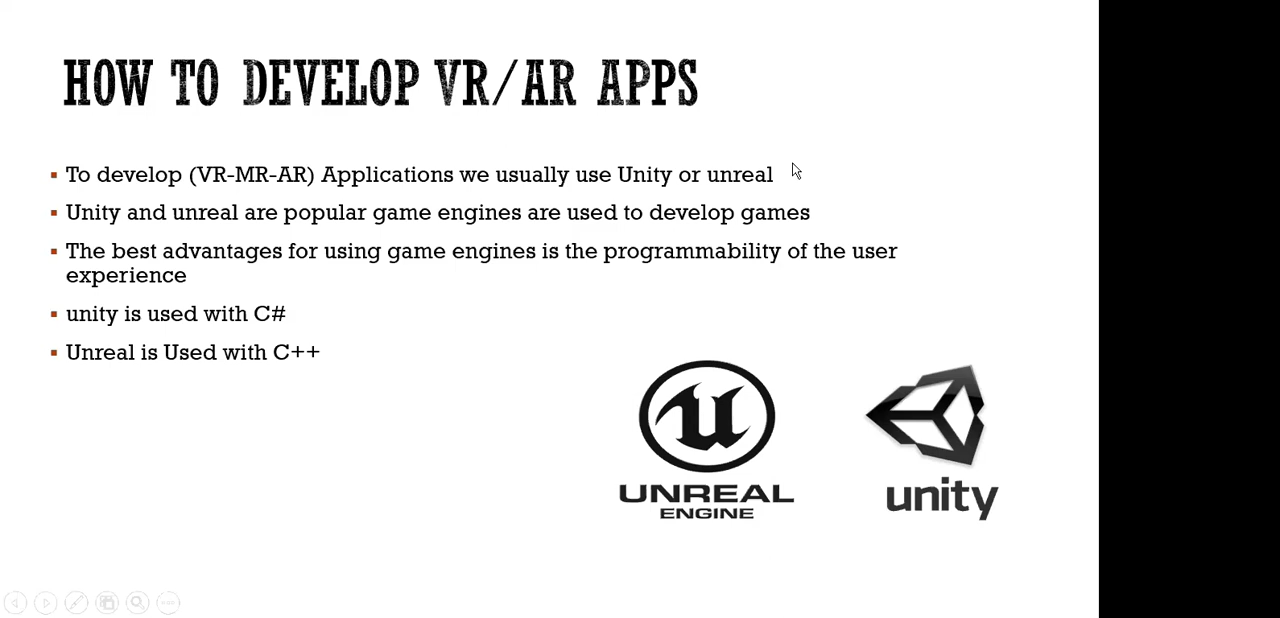 HOW TO DEVELOP VR/AR APPS
To develop (VR-MR-AR) Applications we usually use Unity or unreal
Unity and unreal are popular game engines are used to develop games
The best advantages for using game engines is the programmability of the user
experience
unity is used with C#
Unreal is Used with C++
UNREAL
ENGINE
unity